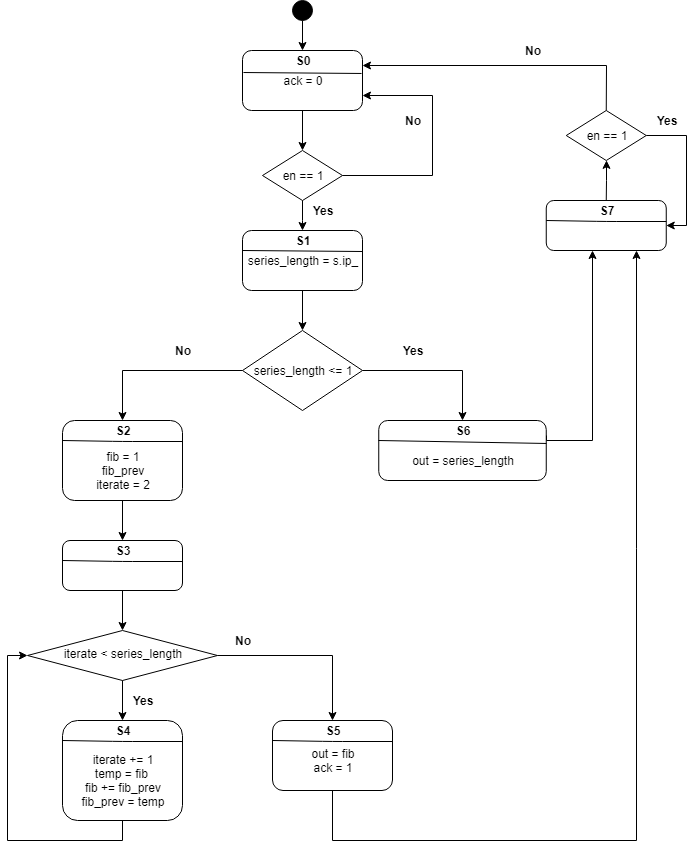 S0
ack = 0
No
en == 1
Yes
S1
series_length = s.ip_
series_length <= 1
No
Yes
S2
fib = 1
fib_prev
iterate = 2
S3
iterate < series_length
No
Yes
S4
iterate += 1
temp = fib
fib += fib_prev
fib_prev = temp
S5
out = fib
ack = 1
S6
out = series_length
S7
en == 1
Yes
No